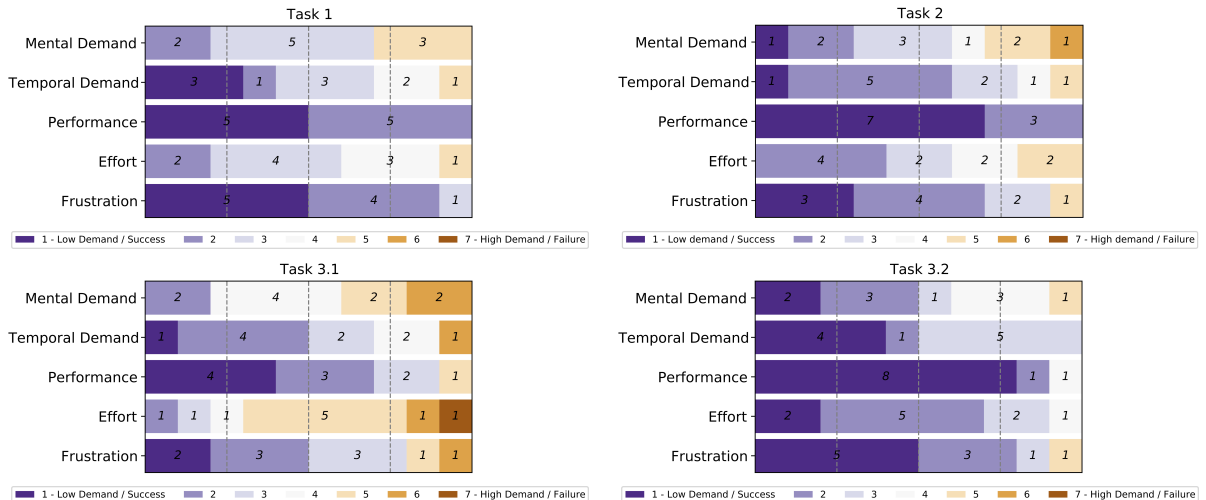 Task 1
Mental Demand 2 5 3
Temporal Demand 3 1 3 2 1
Performance 5 5
Effort 2 4 3 1
Frustration 5 4 1
1 - Low Demand / Success 2 3 4 5 6 7 - High Demand / Failure
Task 2
Mental Demand 1 2 3 1 2 1
Temporal Demand 1 5 2 1 1
Performance 7 3
Effort 4 2 2 2
Frustration 3 4 2 1
1 - Low demand / Success 2 3 4 5 6 7 - High demand / Failure
Task 3.1
Mental Demand 2 4 2 2
Temporal Demand 1 4 2 2 1
Performance 4 3 2 1
Effort 1 1 1 5 1 1
Frustration 2 3 3 1 1
1 - Low Demand / Success 2 3 4 5 6 7 - High Demand / Failure
Task 3.2
Mental Demand 2 3 1 3 1
Temporal Demand 4 1 5
Performance 8 1 1
Effort 2 5 2 1
Frustration 5 3 1 1
1 - Low Demand / Success 2 3 4 5 6 7 - High Demand / Failure